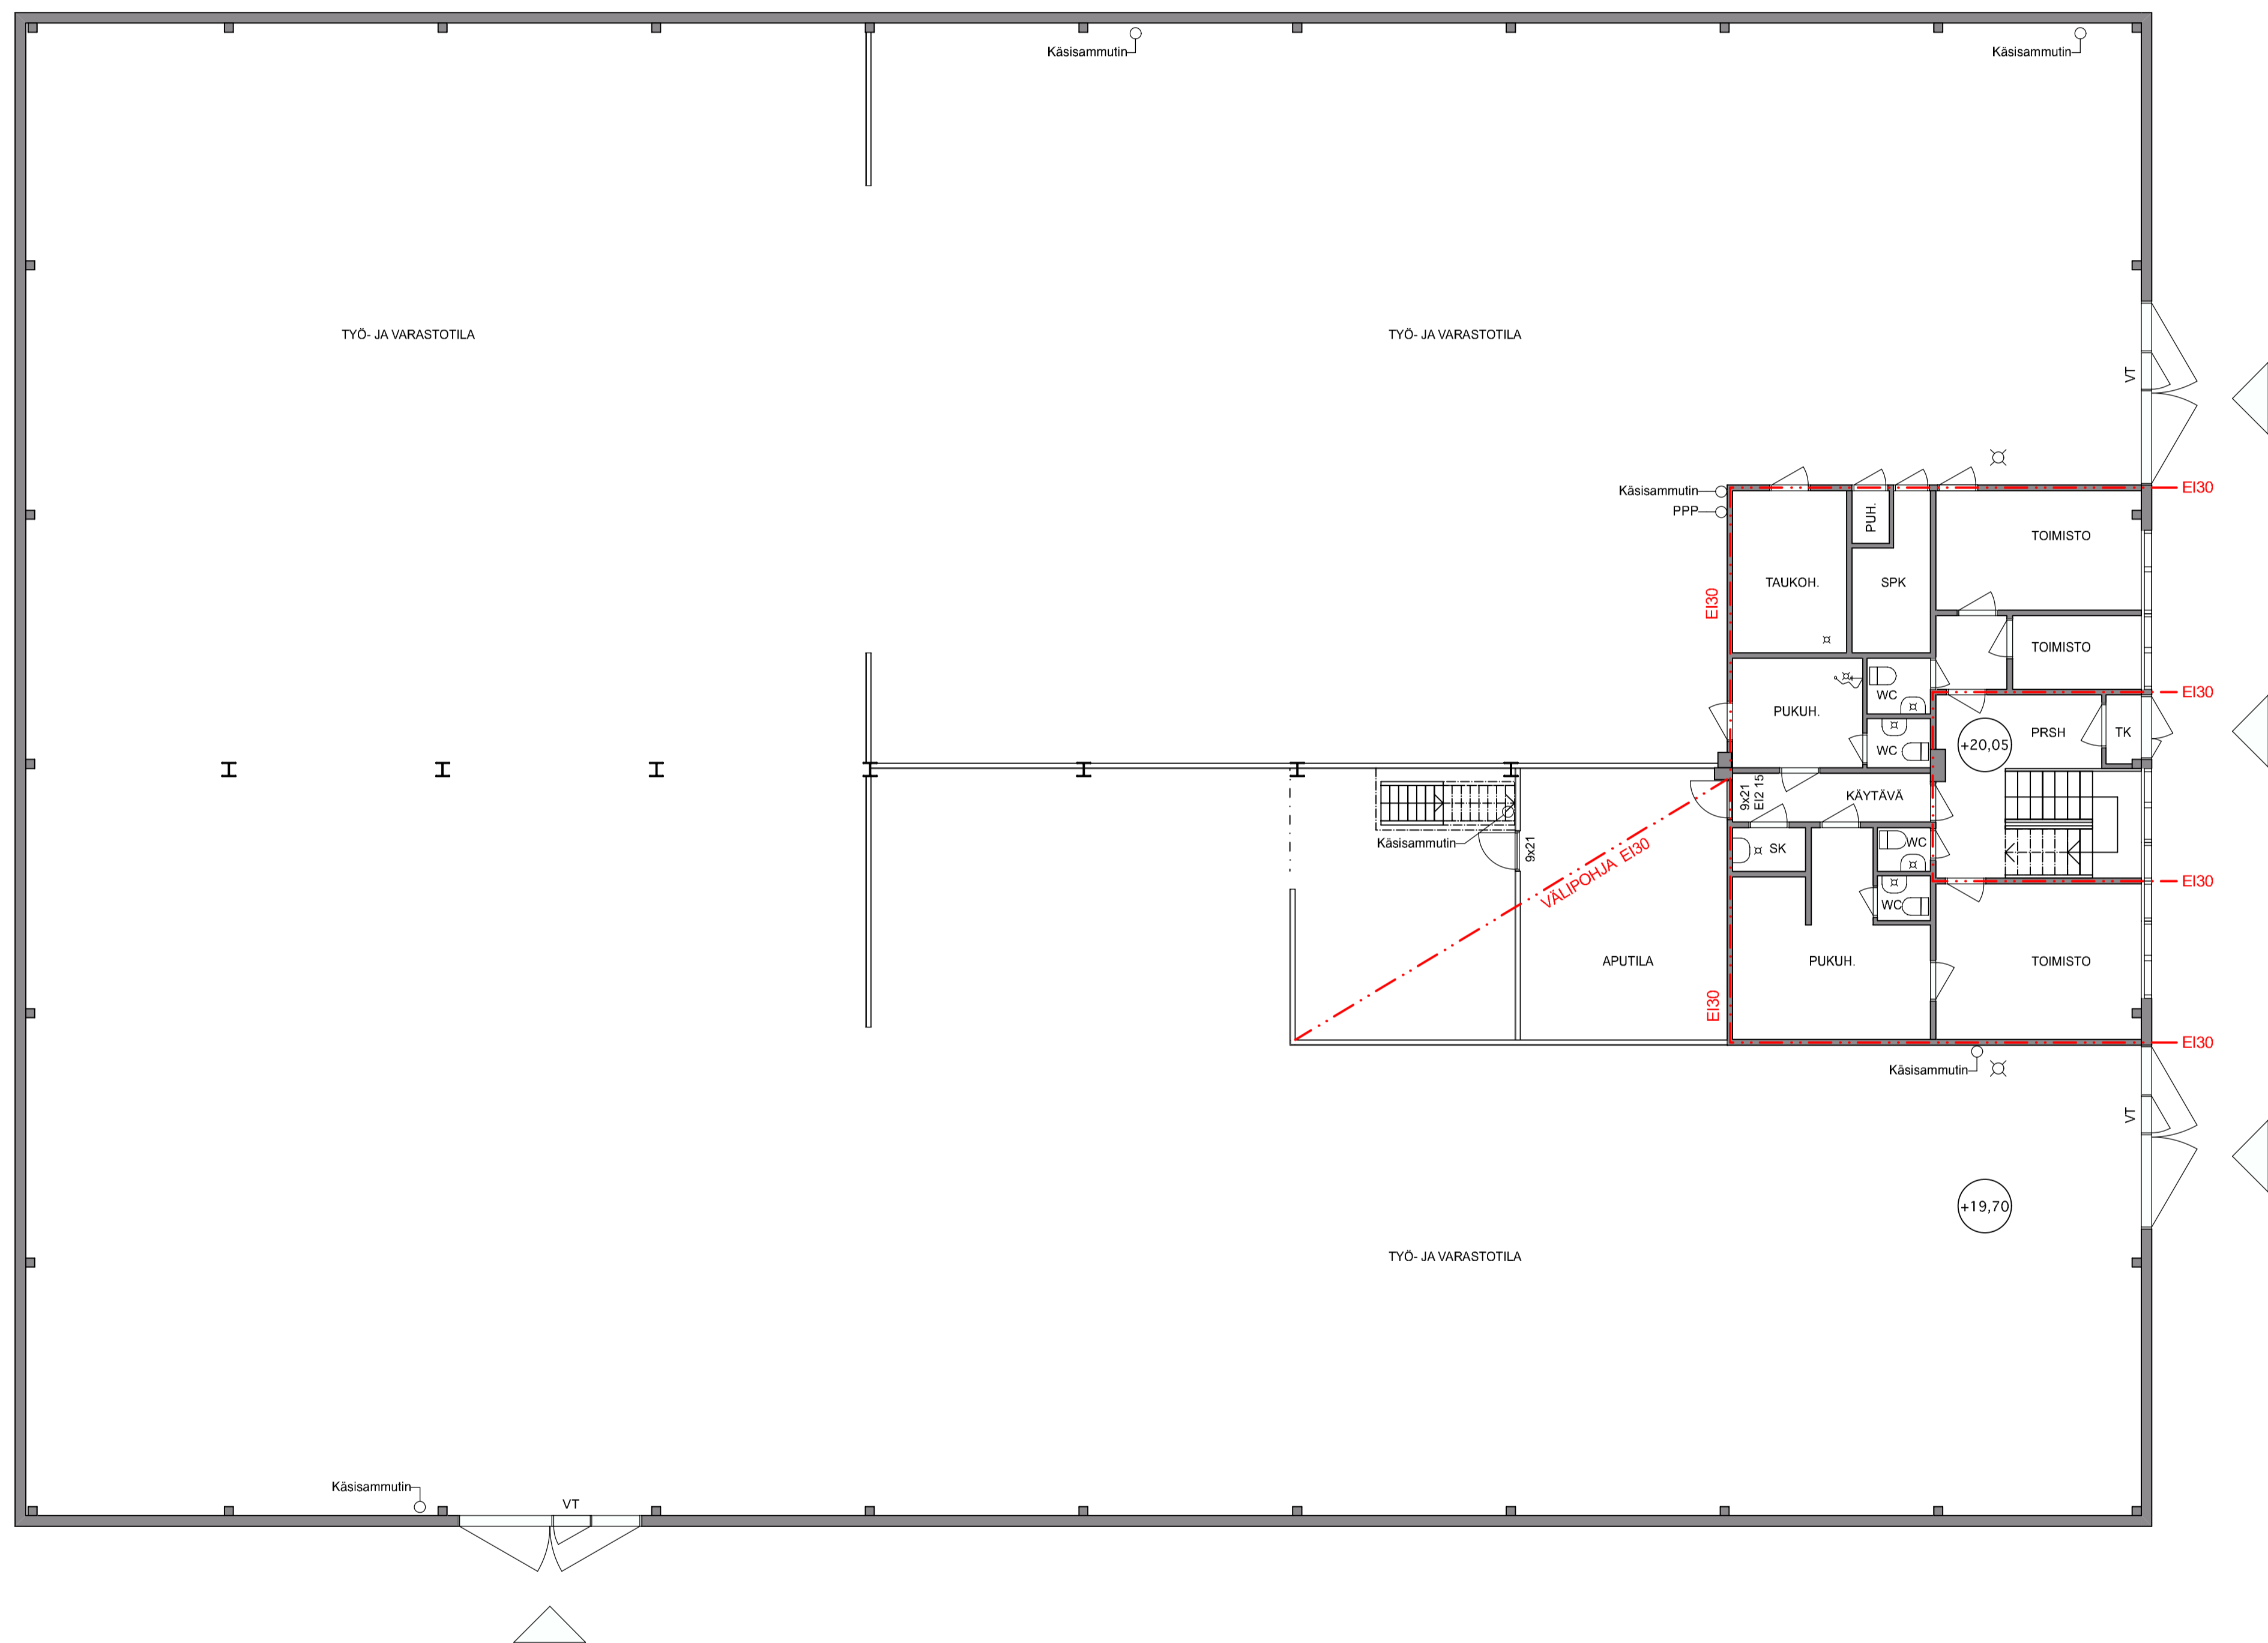 Käsisammutin
Käsisammutin
TYÖ- JA VARASTOTILA
TYÖ- JA VARASTOTILA
VT
Käsisammutin
EI30
PPP
PUH.
TOIMISTO
TAUKOH.
SPK
EI30
TOIMISTO
WC
EI30
PUKUH.
PRSH
TK
+20,05
WC
9x21
EI2 15
KÄYTÄVÄ
Käsisammutin
9x21
VÄLIPOHJA EI30
SK
WC
EI30
WC
APUTILA
PUKUH.
TOIMISTO
EI30
EI30
Käsisammutin
VT
+19,70
TYÖ- JA VARASTOTILA
Käsisammutin
VT